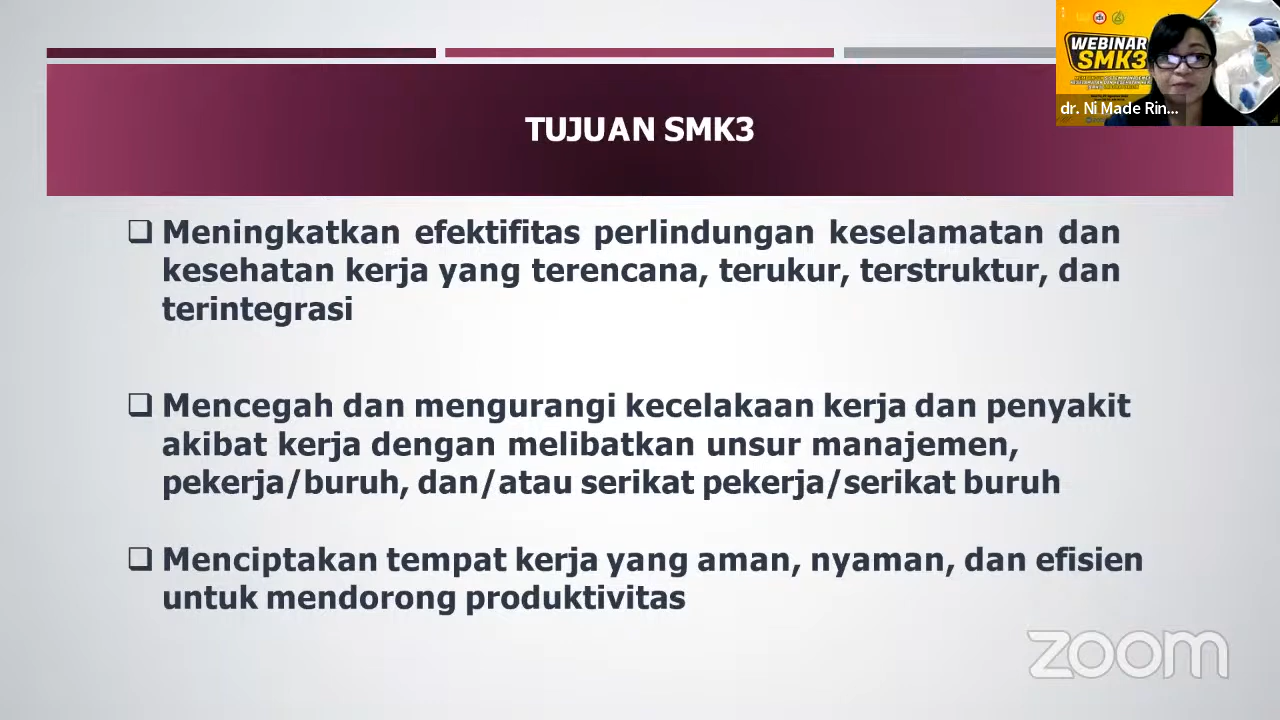 WEBINAR
SMK3
dr. Ni Made Rin...
TUJUAN SMK3
❑ Meningkatkan efektifitas perlindungan keselamatan dan
kesehatan kerja yang terencana, terukur, terstruktur, dan
terintegrasi
❑ Mencegah dan mengurangi kecelakaan kerja dan penyakit
akibat kerja dengan melibatkan unsur manajemen,
pekerja/buruh, dan/atau serikat pekerja/serikat buruh
❑ Menciptakan tempat kerja yang aman, nyaman, dan efisien
untuk mendorong produktivitas
zoom